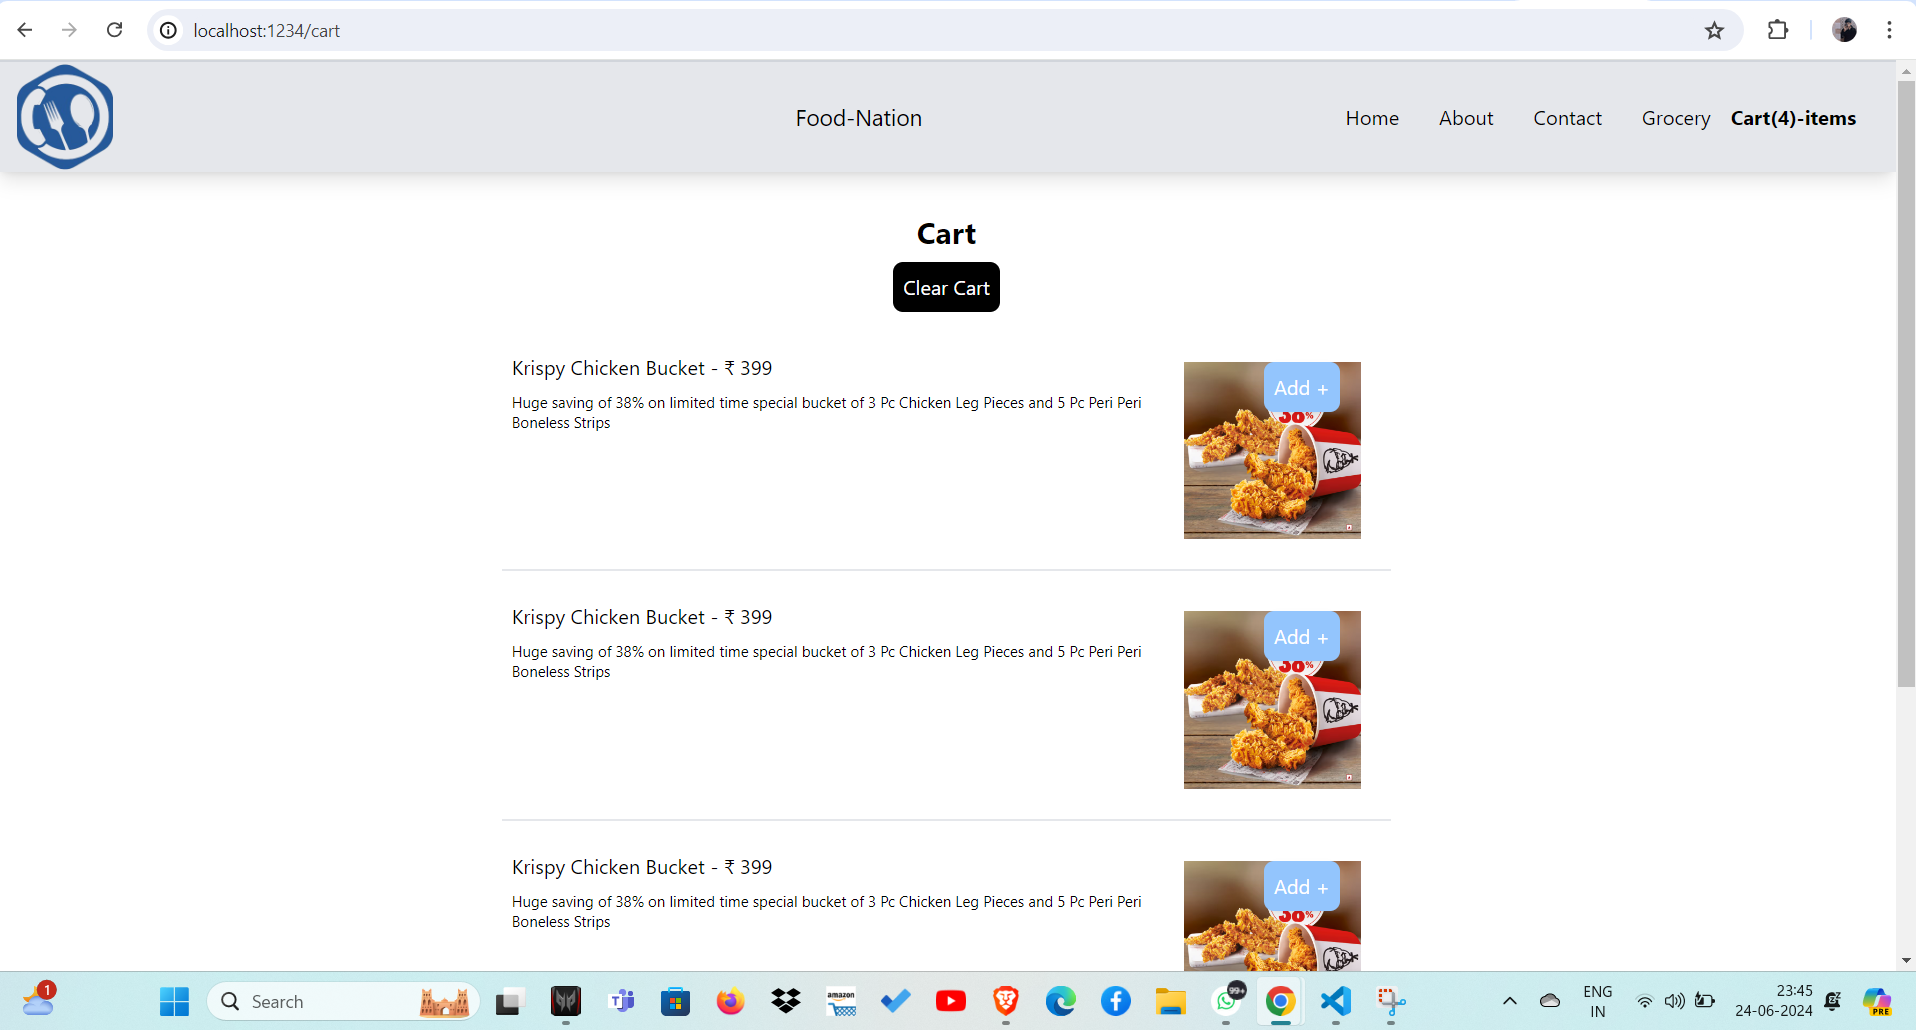 localhost:1234/cart
Food-Nation
Home About Contact Grocery Cart(4)-items
Cart
Clear Cart
Krispy Chicken Bucket - ₹ 399
Huge saving of 38% on limited time special bucket of 3 Pc Chicken Leg Pieces and 5 Pc Peri Peri
Boneless Strips
Add +
38%
Krispy Chicken Bucket - ₹ 399
Huge saving of 38% on limited time special bucket of 3 Pc Chicken Leg Pieces and 5 Pc Peri Peri
Boneless Strips
Add +
38%
Krispy Chicken Bucket - ₹ 399
Huge saving of 38% on limited time special bucket of 3 Pc Chicken Leg Pieces and 5 Pc Peri Peri
Boneless Strips
Add +
38%
1
Search
amazon
99+
ENG
IN
23:45
24-06-2024
PRE